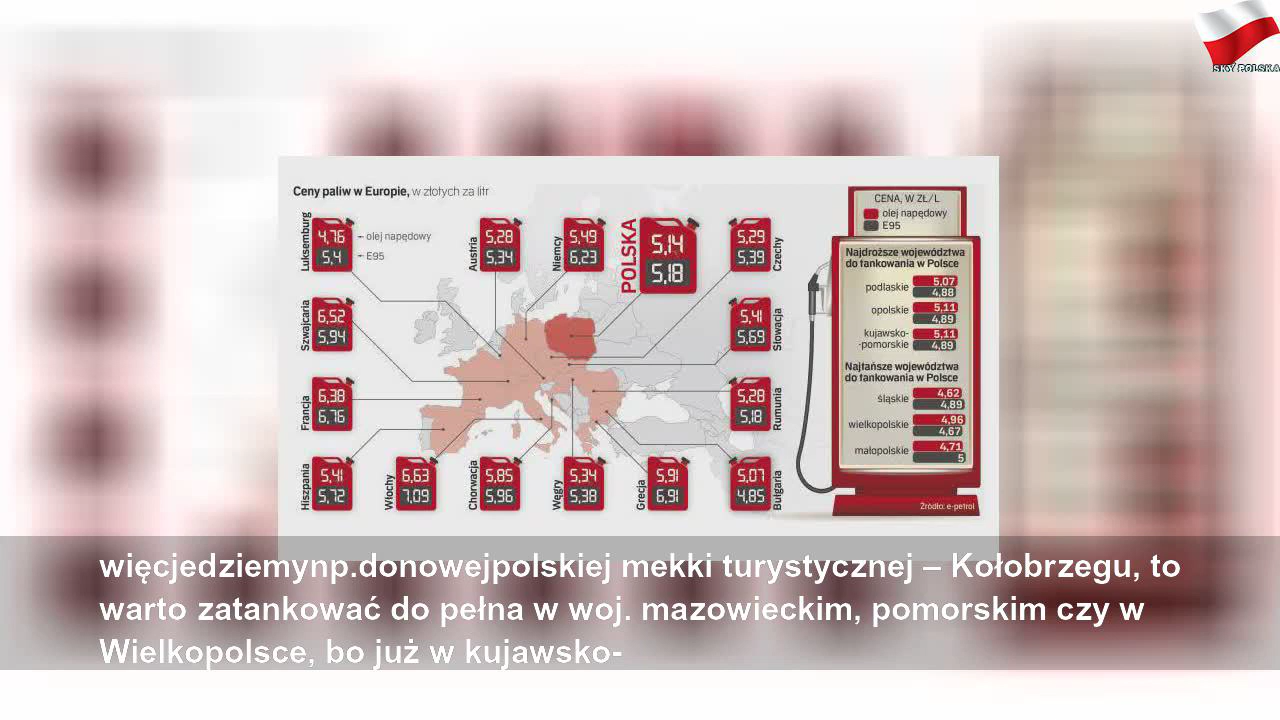 SKY POLSKA
Ceny paliw w Europie, w złotych za litr
Luksemburg
4,76
5,4
olej napędowy
E95
Austria
5,28
5,34
Niemcy
5,49
6,23
POLSKA
5,14
5,18
5,29
5,39
Czechy
Szwajcaria
6,52
5,94
5,41
5,69
Słowacja
Francja
6,38
6,76
5,28
5,18
Rumunia
Hiszpania
5,41
5,72
Włochy
6,63
7,09
Chorwacja
5,85
5,96
Węgry
5,34
5,38
Grecja
5,91
6,91
5,07
4,85
Bułgaria
CENA, W ZŁ/L
olej napędowy
E95
Najdroższe województwa
do tankowania w Polsce
podlaskie 5,07
4,88
opolskie 5,11
4,89
kujawsko-
-pomorskie 5,11
4,89
Najtańsze województwa
do tankowania w Polsce
śląskie 4,62
4,89
wielkopolskie 4,96
4,67
małopolskie 4,71
5
Źródło: e-petrol
więcjedziemynp.donowejpolskiej mekki turystycznej – Kołobrzegu, to
warto zatankować do pełna w woj. mazowieckim, pomorskim czy w
Wielkopolsce, bo już w kujawsko-